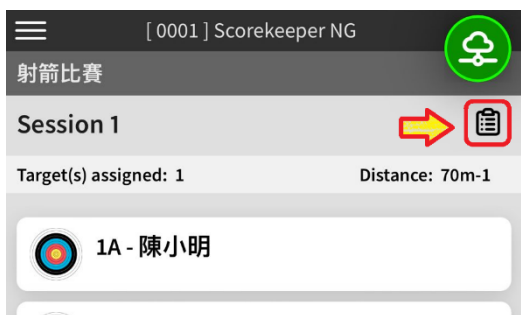 [ 0001 ] Scorekeeper NG
射箭比賽
Session 1
Target(s) assigned: 1 Distance: 70m-1
1A - 陳小明